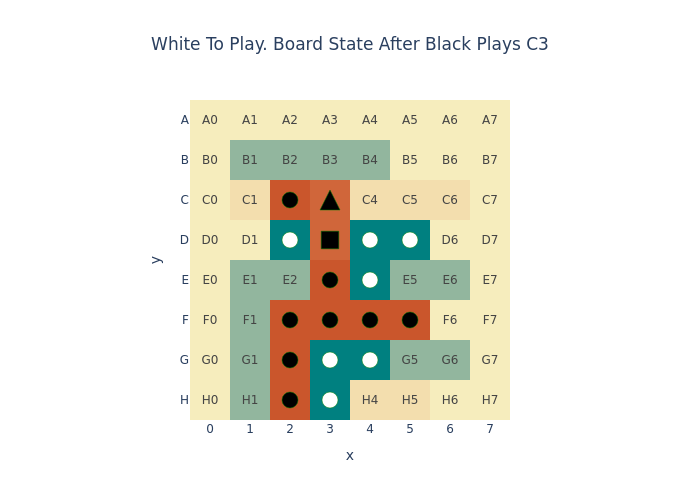 White To Play. Board State After Black Plays C3
A A0 A1 A2 A3 A4 A5 A6 A7
B B0 B1 B2 B3 B4 B5 B6 B7
C C0 C1 C4 C5 C6 C7
D D0 D1 D6 D7
y
E E0 E1 E2 E5 E6 E7
F F0 F1 F6 F7
G G0 G1 G5 G6 G7
H H0 H1 H4 H5 H6 H7
0 1 2 3 4 5 6 7
x